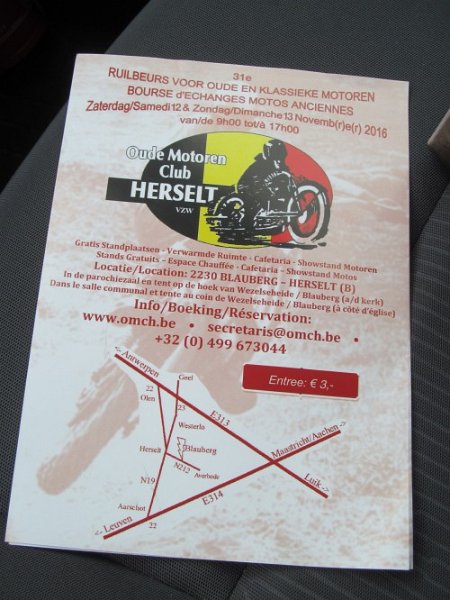 31e
RUILBEURS VOOR OUDE EN KLASSIEKE MOTOREN
BOURSE d'ECHANGES MOTOS ANCIENNES
Zaterdag/Samedi12 & Zondag/Dimanche13 Novemb(r)e(r) 2016
van/de 9h00 tot/à 17h00
Oude Motoren
Club
HERSELT
VZW
Gratis Standplaatsen - Verwarmde Ruimte - Cafetaria - Showstand Motoren
Stands Gratuits - Espace Chauffée - Cafetaria - Showstand Motos
Locatie/Location: 2230 BLAUBERG - HERSELT (B)
In de parochiezaal en tent op de hoek van Wezelseheide / Blauberg (a/d kerk)
Dans le salle communal et tente au coin de Wezelseheide / Blauberg (à côté d'église)
Info/Boeking/Réservation:
www.omch.be • secretaris@omch.be •
+32 (0) 499 673044
Entree: € 3,-
<- Antwerpen
Geel
22
Olen
23
E313
Westerlo
Maastricht/Aachen ->
Herselt
Blauberg
N212
Averbode
N19
Luik ->
E314
Aarschot
<- Leuven
22